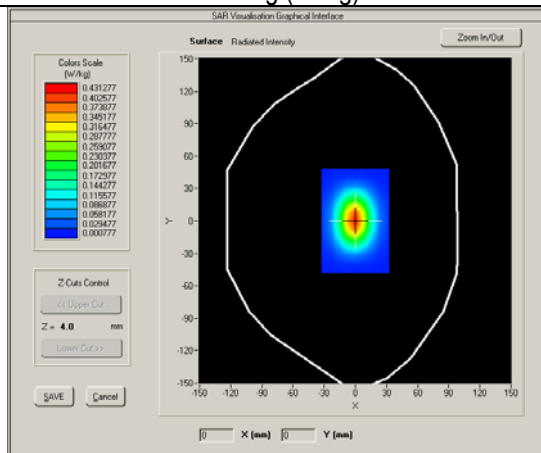 SAR Visualisation Graphical Interface
Surface Radiated Intensity
Zoom In/Out
Colors Scale
(W/kg)
0.431277
0.402577
0.373877
0.345177
0.316477
0.287777
0.259077
0.230377
0.201677
0.172977
0.144277
0.115577
0.086877
0.058177
0.029477
0.000777
Z-Cuts Control
<< Upper Cut
Z = 4.0 mm
Lower Cut >>
SAVE Cancel
150-
120-
90-
60-
30-
0-
-30-
-60-
-90-
-120-
-150-
Y
-150 -120 -90 -60 -30 0 30 60 90 120 150
X
0 X (mm) 0 Y (mm)